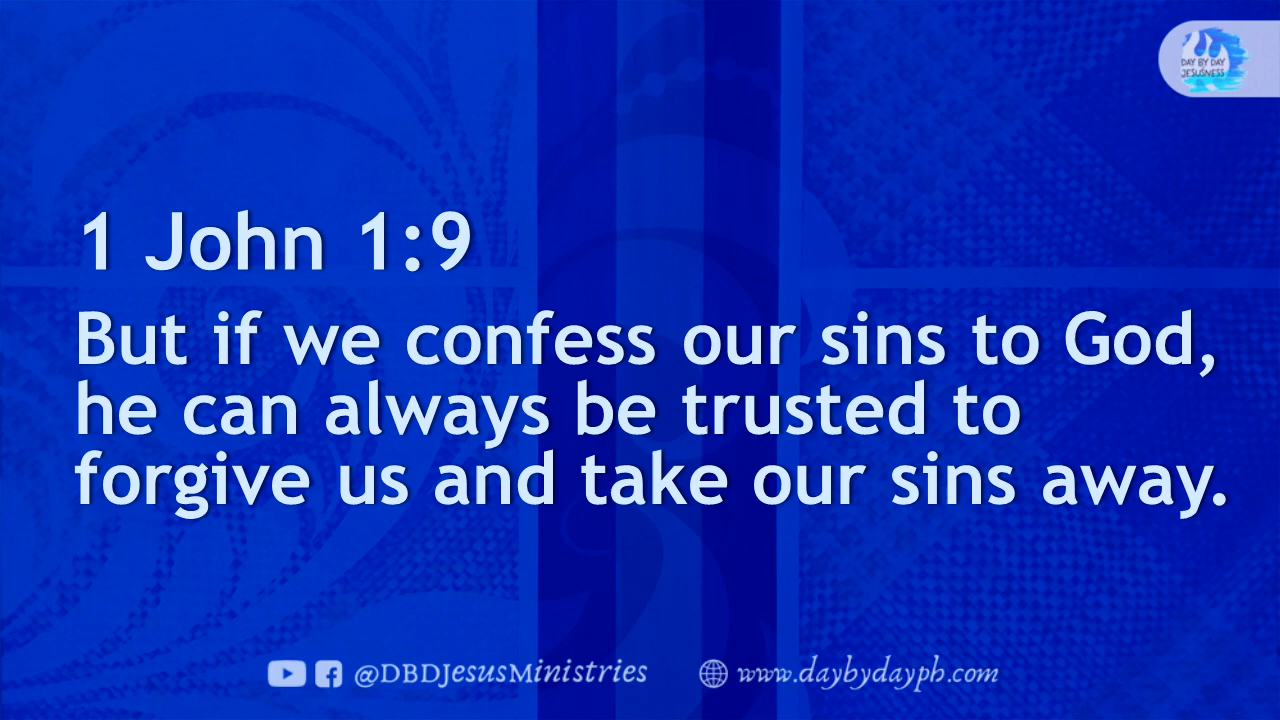 DAY BY DAY
JESUSNESS
1 John 1:9
But if we confess our sins to God,
he can always be trusted to
forgive us and take our sins away.
@DBDJesusMinistries
www.daybydayph.com